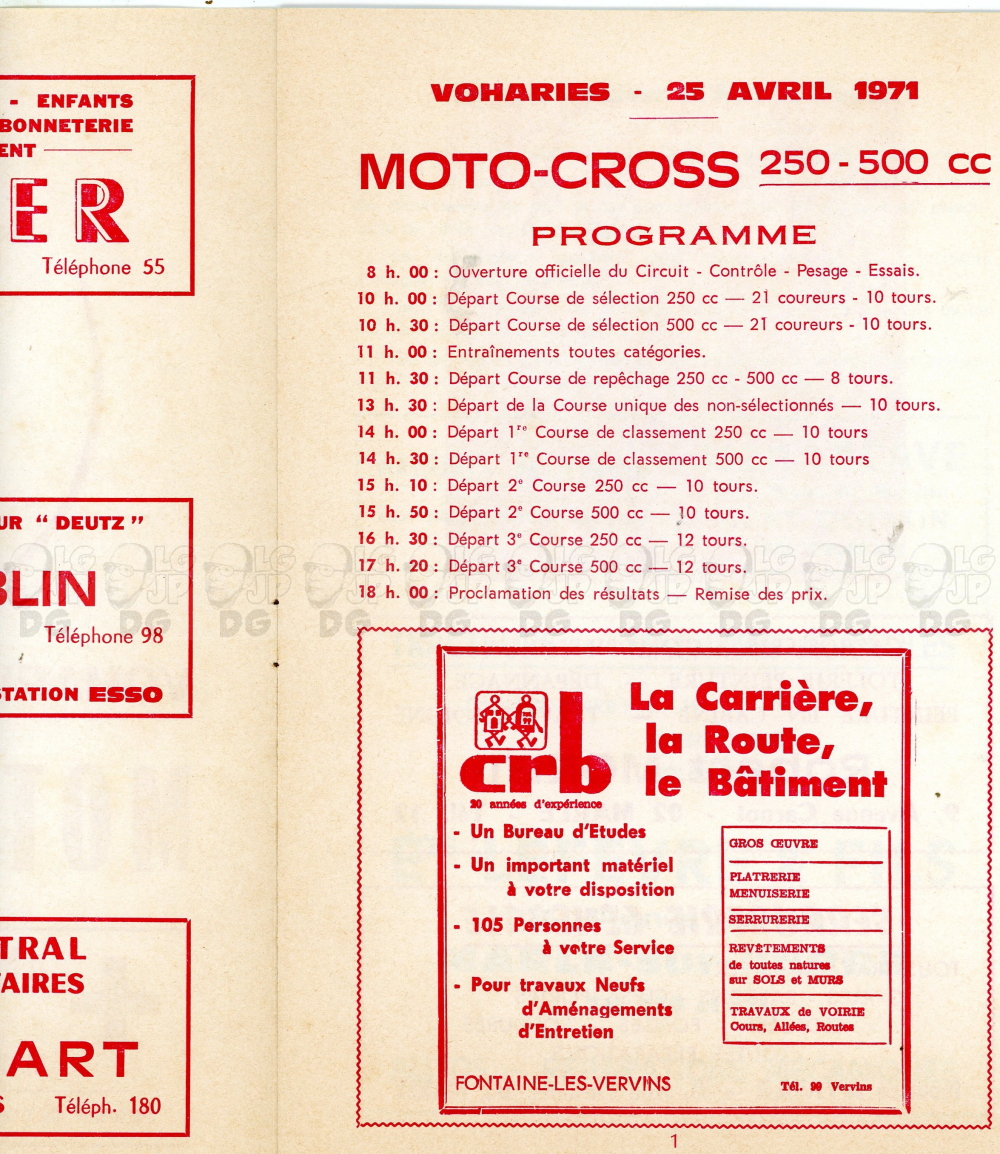 - ENFANTS
BONNETERIE
ENT
ER
Téléphone 55
UR “ DEUTZ ”
BLIN
Téléphone 98
STATION ESSO
TRAL
TAIRES
ART
S Téléph. 180
VOHARIES - 25 AVRIL 1971
MOTO-CROSS 250 - 500 cc
PROGRAMME
8 h. 00 : Ouverture officielle du Circuit - Contrôle - Pesage - Essais.
10 h. 00 : Départ Course de sélection 250 cc — 21 coureurs - 10 tours.
10 h. 30 : Départ Course de sélection 500 cc — 21 coureurs - 10 tours.
11 h. 00 : Entraînements toutes catégories.
11 h. 30 : Départ Course de repêchage 250 cc - 500 cc — 8 tours.
13 h. 30 : Départ de la Course unique des non-sélectionnés — 10 tours.
14 h. 00 : Départ 1re Course de classement 250 cc — 10 tours
14 h. 30 : Départ 1re Course de classement 500 cc — 10 tours
15 h. 10 : Départ 2e Course 250 cc — 10 tours.
15 h. 50 : Départ 2e Course 500 cc — 10 tours.
16 h. 30 : Départ 3e Course 250 cc — 12 tours.
17 h. 20 : Départ 3e Course 500 cc — 12 tours.
18 h. 00 : Proclamation des résultats — Remise des prix.
LG JP DG
crb
20 années d'expérience
La Carrière,
la Route,
le Bâtiment
- Un Bureau d'Etudes
- Un important matériel
à votre disposition
- 105 Personnes
à votre Service
- Pour travaux Neufs
d'Aménagements
d'Entretien
GROS ŒUVRE
PLATRERIE
MENUISERIE
SERRURERIE
REVÊTEMENTS
de toutes natures
sur SOLS et MURS
TRAVAUX de VOIRIE
Cours, Allées, Routes
FONTAINE-LES-VERVINS Tél. 99 Vervins
1